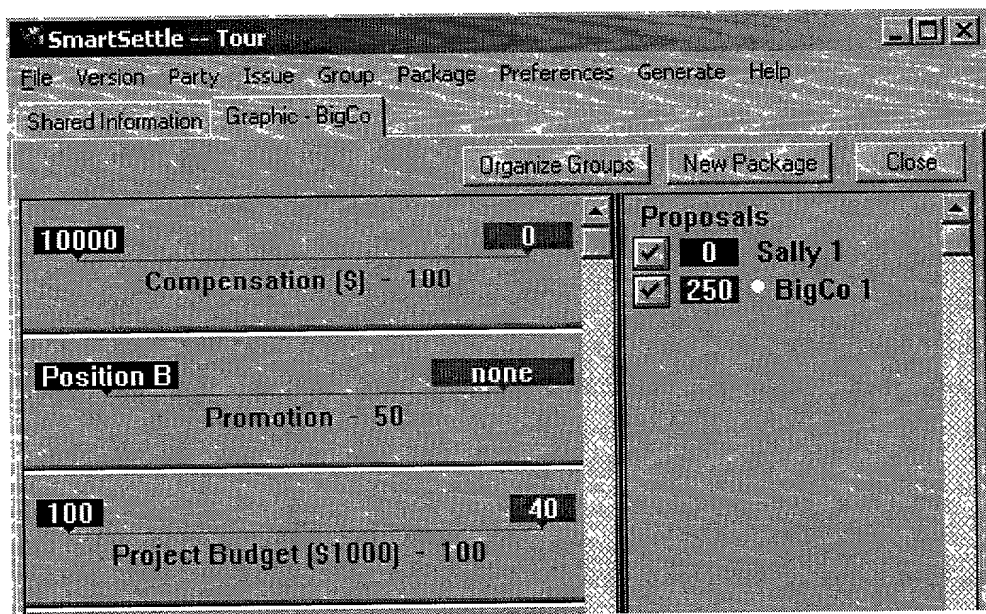 SmartSettle -- Tour
File Version Party Issue Group Package Preferences Generate Help
Shared Information Graphic - BigCo
Organize Groups New Package Close
10000 0
Compensation ($) - 100
Position B none
Promotion - 50
100 40
Project Budget ($1000) - 100
Proposals
0 Sally 1
250 BigCo 1